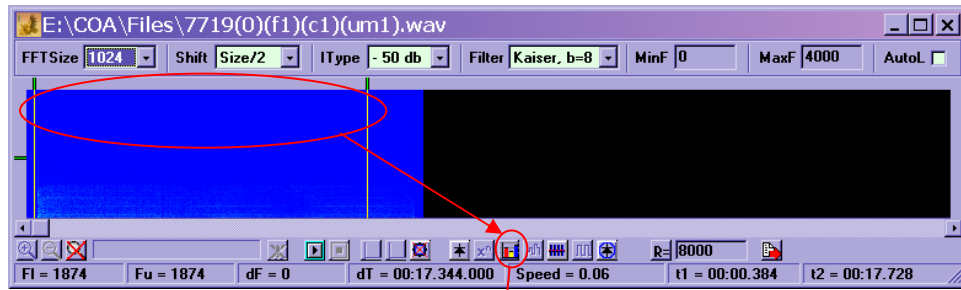 E:\COA\Files\7719(0)(f1)(c1)(um1).wav
FFTSize 1024 Shift Size/2 IType - 50 db Filter Kaiser, b=8 MinF 0 MaxF 4000 AutoL
R= 8000
Fl = 1874 Fu = 1874 dF = 0 dT = 00:17.344.000 Speed = 0.06 t1 = 00:00.384 t2 = 00:17.728